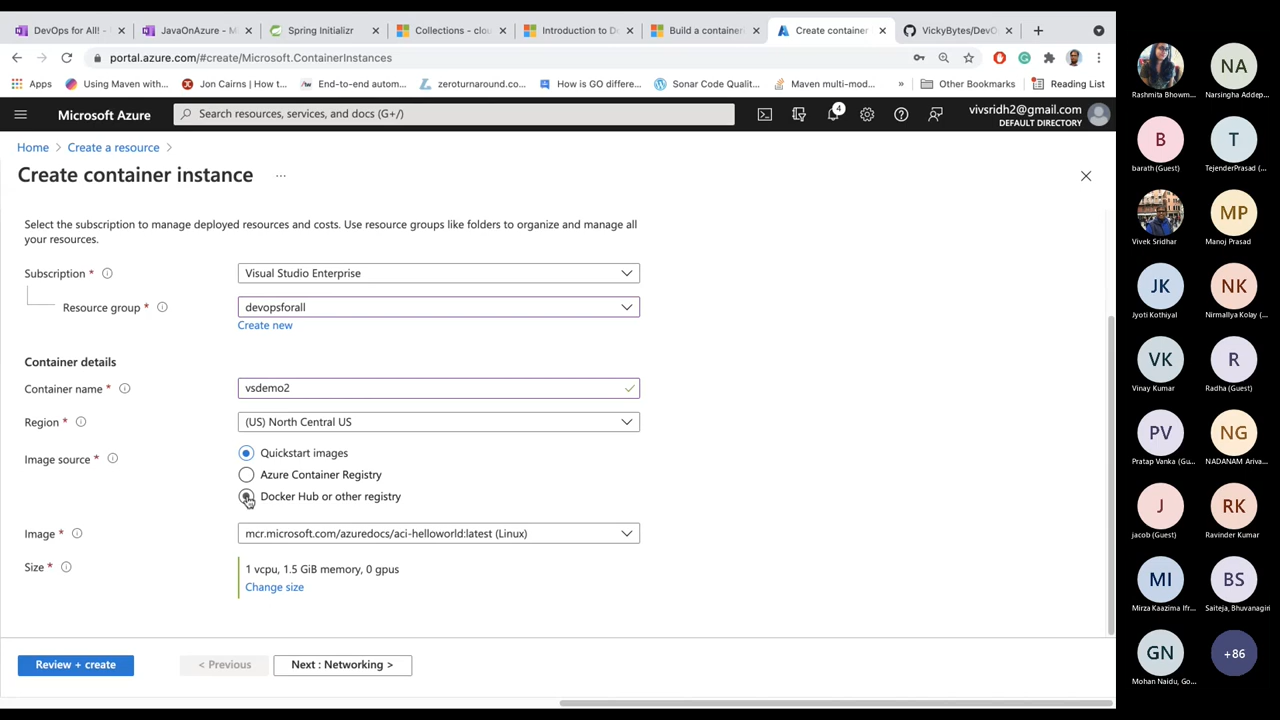 DevOps for All! -
JavaOnAzure - M
Spring Initializr
Collections - clou
Introduction to D
Build a container
Create container
VickyBytes/DevO
portal.azure.com/#create/Microsoft.ContainerInstances
Apps
Using Maven with...
Jon Cairns | How t...
End-to-end autom...
zeroturnaround.co...
How is GO differe...
Sonar Code Qualit...
Maven multi-mod...
»
Other Bookmarks
Reading List
Microsoft Azure
Search resources, services, and docs (G+/)
4
vivsridh2@gmail.com
DEFAULT DIRECTORY
Home > Create a resource >
Create container instance ...
Select the subscription to manage deployed resources and costs. Use resource groups like folders to organize and manage all
your resources.
Subscription *
Visual Studio Enterprise
Resource group *
devopsforall
Create new
Container details
Container name *
vsdemo2
Region *
(US) North Central US
Image source *
Quickstart images
Azure Container Registry
Docker Hub or other registry
Image *
mcr.microsoft.com/azuredocs/aci-helloworld:latest (Linux)
Size *
1 vcpu, 1.5 GiB memory, 0 gpus
Change size
Review + create
< Previous
Next : Networking >
Rashmita Bhowm...
NA
Narsingha Addep...
B
barath (Guest)
T
TejenderPrasad (...
Vivek Sridhar
MP
Manoj Prasad
JK
Jyoti Kothiyal
NK
Nirmallya Kolay (...
VK
Vinay Kumar
R
Radha (Guest)
PV
Pratap Vanka (Gu...
NG
NADANAM Ariva...
J
jacob (Guest)
RK
Ravinder Kumar
MI
Mirza Kaazima Ifr...
BS
Saiteja, Bhuvanagiri
GN
Mohan Naidu, Go...
+86